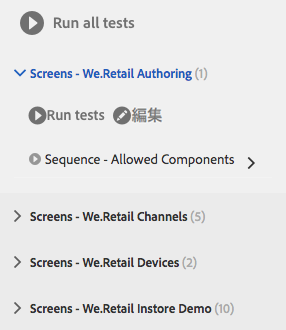 Run all tests
Screens - We.Retail Authoring (1)
Run tests 編集
Sequence - Allowed Components
Screens - We.Retail Channels (5)
Screens - We.Retail Devices (2)
Screens - We.Retail Instore Demo (10)